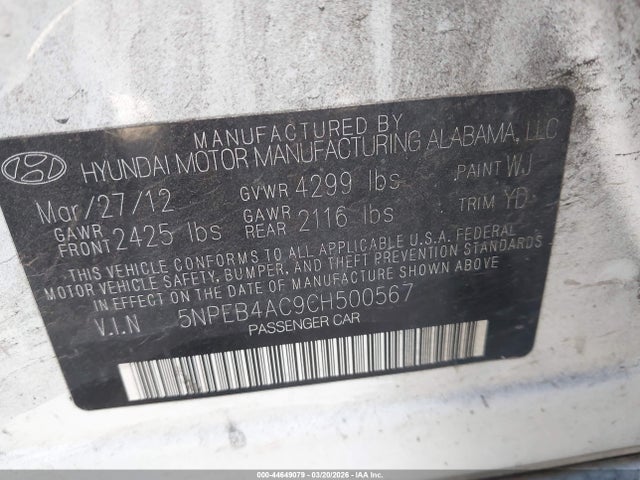 MANUFACTURED BY
HYUNDAI MOTOR MANUFACTURING ALABAMA, LLC
Mar/27/12 GVWR 4299 lbs PAINT WJ
GAWR FRONT 2425 lbs GAWR REAR 2116 lbs TRIM YD
THIS VEHICLE CONFORMS TO ALL APPLICABLE U.S.A. FEDERAL
MOTOR VEHICLE SAFETY, BUMPER, AND THEFT PREVENTION STANDARDS
IN EFFECT ON THE DATE OF MANUFACTURE SHOWN ABOVE.
V.I.N 5NPEB4AC9CH500567
PASSENGER CAR
000-44649079 - 03/20/2026 - IAAI.COM